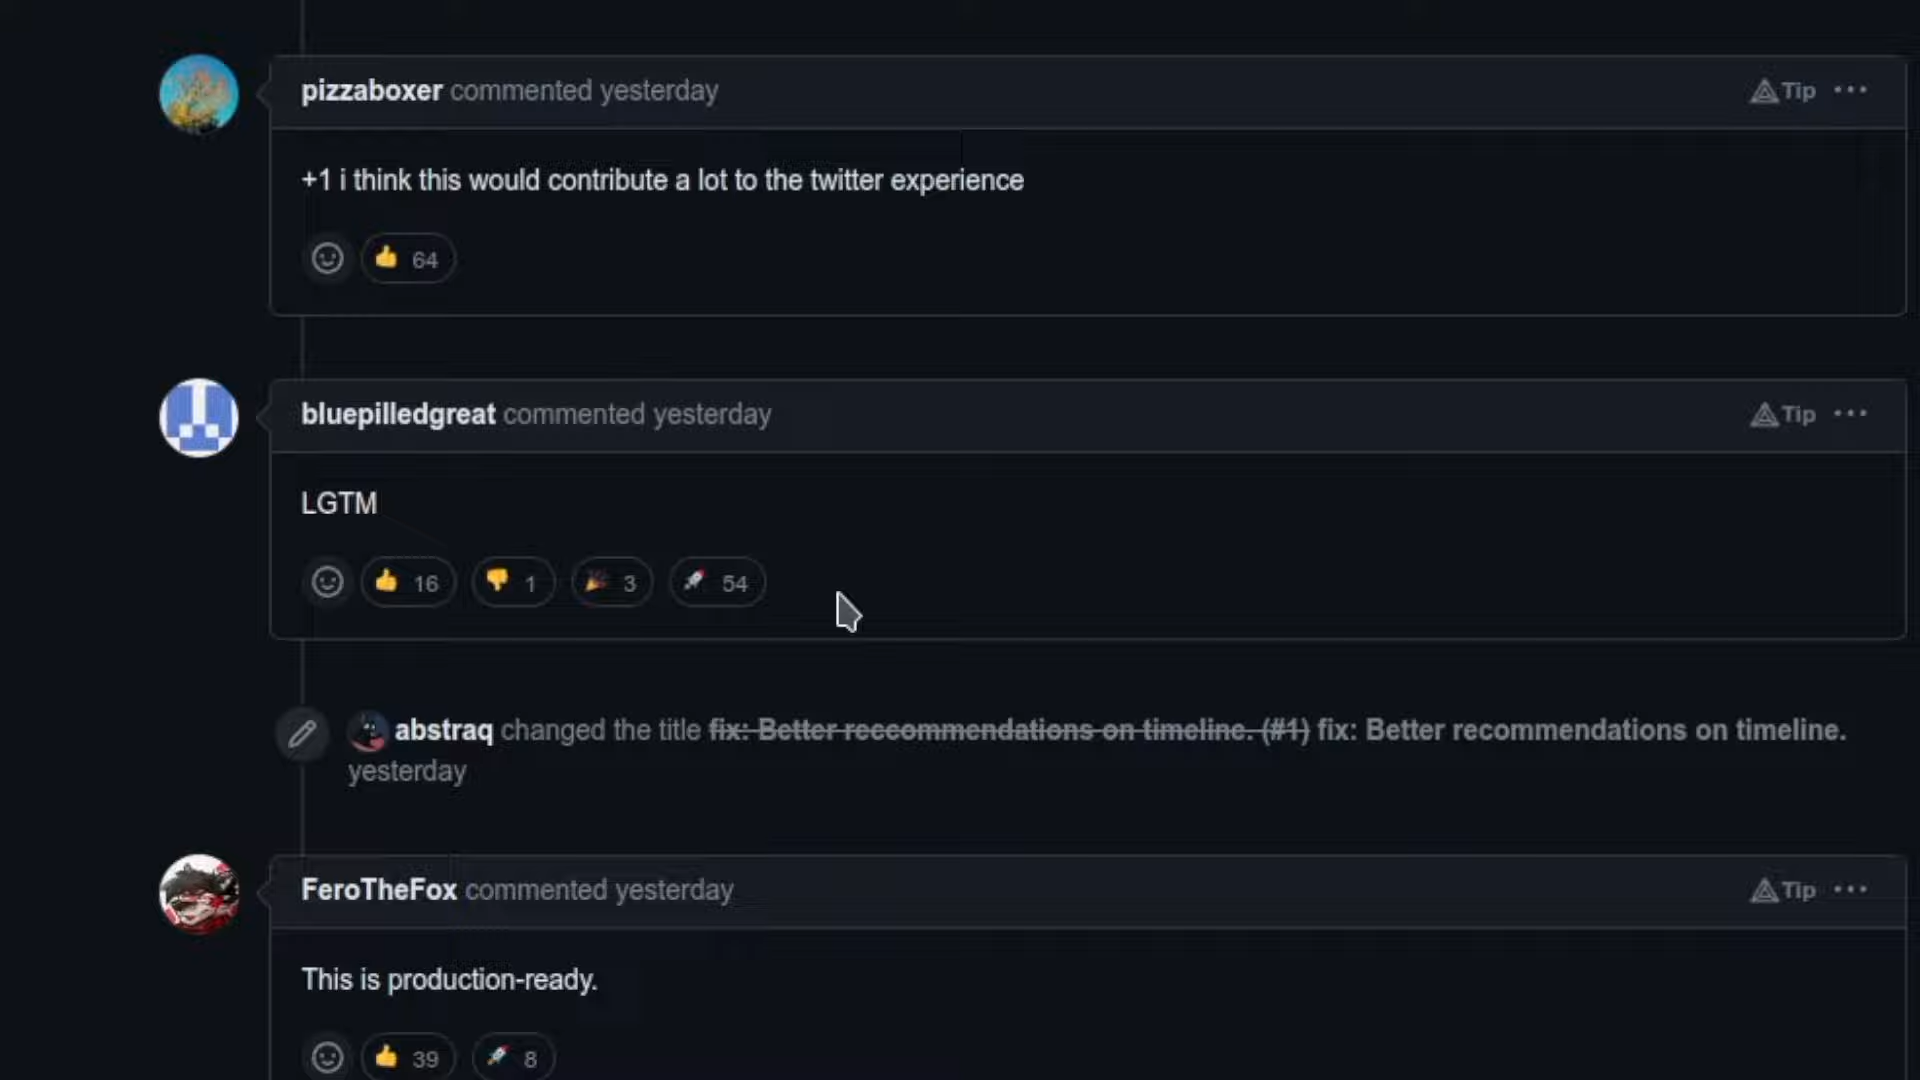 pizzaboxer commented yesterday
Tip
+1 i think this would contribute a lot to the twitter experience
64
bluepilledgreat commented yesterday
Tip
LGTM
16 1 3 54
abstraq changed the title fix: Better reccommendations on timeline. (#1) fix: Better recommendations on timeline.
yesterday
FeroTheFox commented yesterday
Tip
This is production-ready.
39 8